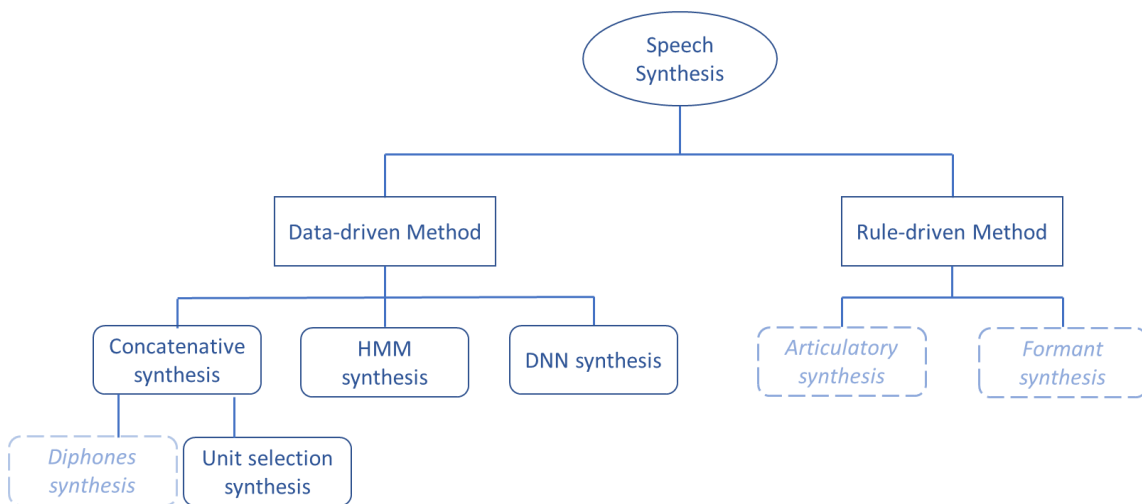 Speech
Synthesis
Data-driven Method
Rule-driven Method
Concatenative
synthesis
HMM
synthesis
DNN synthesis
Articulatory
synthesis
Formant
synthesis
Diphones
synthesis
Unit selection
synthesis